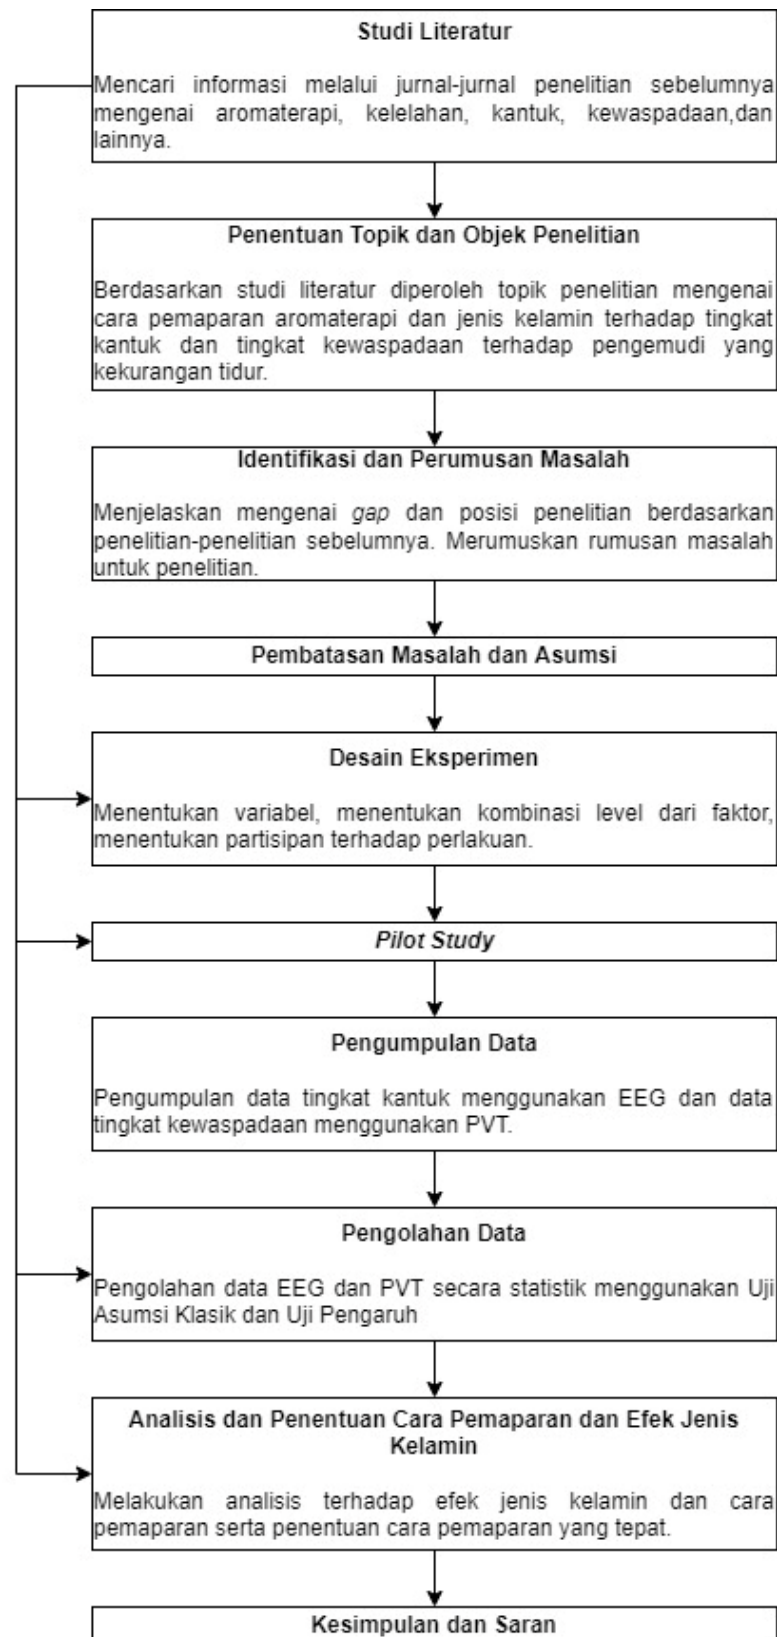 Studi Literatur
Mencari informasi melalui jurnal-jurnal penelitian sebelumnya
mengenai aromaterapi, kelelahan, kantuk, kewaspadaan,dan
lainnya.
Penentuan Topik dan Objek Penelitian
Berdasarkan studi literatur diperoleh topik penelitian mengenai
cara pemaparan aromaterapi dan jenis kelamin terhadap tingkat
kantuk dan tingkat kewaspadaan terhadap pengemudi yang
kekurangan tidur.
Identifikasi dan Perumusan Masalah
Menjelaskan mengenai gap dan posisi penelitian berdasarkan
penelitian-penelitian sebelumnya. Merumuskan rumusan masalah
untuk penelitian.
Pembatasan Masalah dan Asumsi
Desain Eksperimen
Menentukan variabel, menentukan kombinasi level dari faktor,
menentukan partisipan terhadap perlakuan.
Pilot Study
Pengumpulan Data
Pengumpulan data tingkat kantuk menggunakan EEG dan data
tingkat kewaspadaan menggunakan PVT.
Pengolahan Data
Pengolahan data EEG dan PVT secara statistik menggunakan Uji
Asumsi Klasik dan Uji Pengaruh
Analisis dan Penentuan Cara Pemaparan dan Efek Jenis
Kelamin
Melakukan analisis terhadap efek jenis kelamin dan cara
pemaparan serta penentuan cara pemaparan yang tepat.
Kesimpulan dan Saran